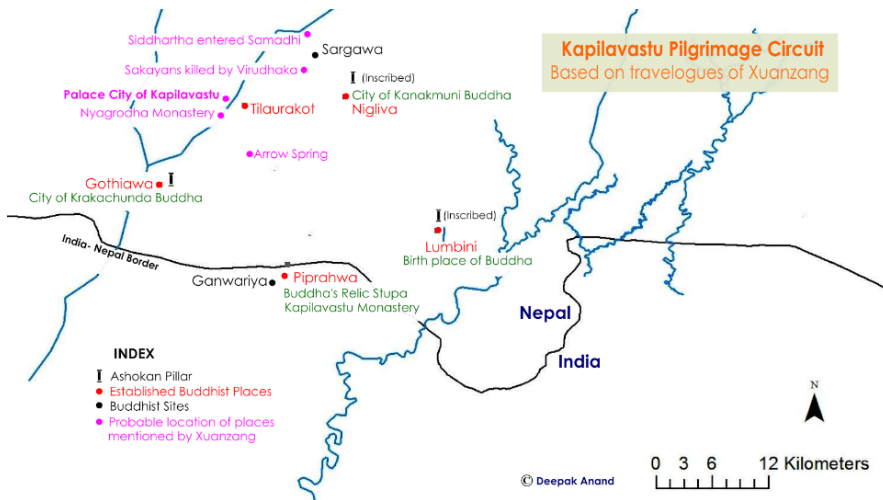 Kapilavastu Pilgrimage Circuit
Based on travelogues of Xuanzang
Siddhartha entered Samadhi
Sargawa
Sakayans killed by Virudhaka
(Inscribed)
Palace City of Kapilavastu
City of Kanakmuni Buddha
Tilaurakot
Nigliva
Nyagrodha Monastery
Arrow Spring
Gothiawa
City of Krakachunda Buddha
(Inscribed)
Lumbini
Birth place of Buddha
India- Nepal Border
Ganwariya
Piprahwa
Buddha's Relic Stupa
Kapilavastu Monastery
Nepal
India
INDEX
Ashokan Pillar
Established Buddhist Places
Buddhist Sites
Probable location of places
mentioned by Xuanzang
N
0 3 6 12 Kilometers
© Deepak Anand